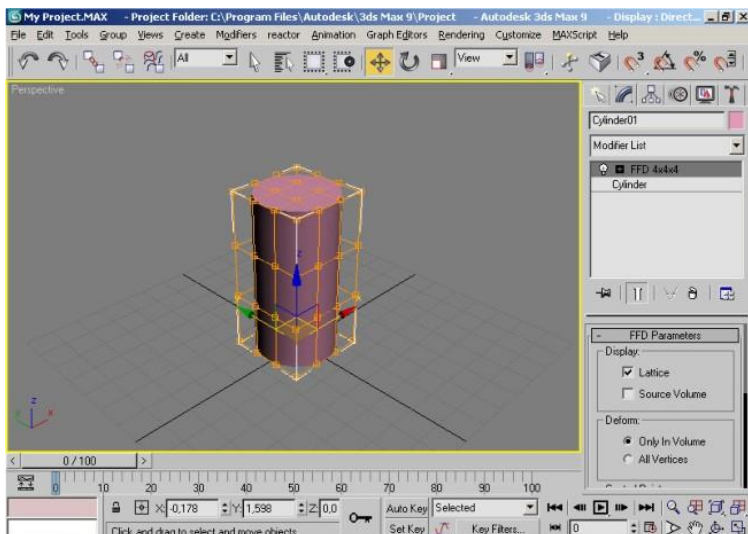 My Project.MAX - Project Folder: C:\Program Files\Autodesk\3ds Max 9\Project - Autodesk 3ds Max 9 - Display : Direct...
File Edit Tools Group Views Create Modifiers reactor Animation Graph Editors Rendering Customize MAXScript Help
All View
Perspective
Cylinder01
Modifier List
FFD 4x4x4
Cylinder
- FFD Parameters
Display:
Lattice
Source Volume
Deform:
Only In Volume
All Vertices
z
z
x
0 / 100
0 10 20 30 40 50 60 70 80 90 100
X: -0,178 Y: 1,598 Z: 0,0 Auto Key Selected
Click and drag to select and move objects Set Key Key Filters... 0